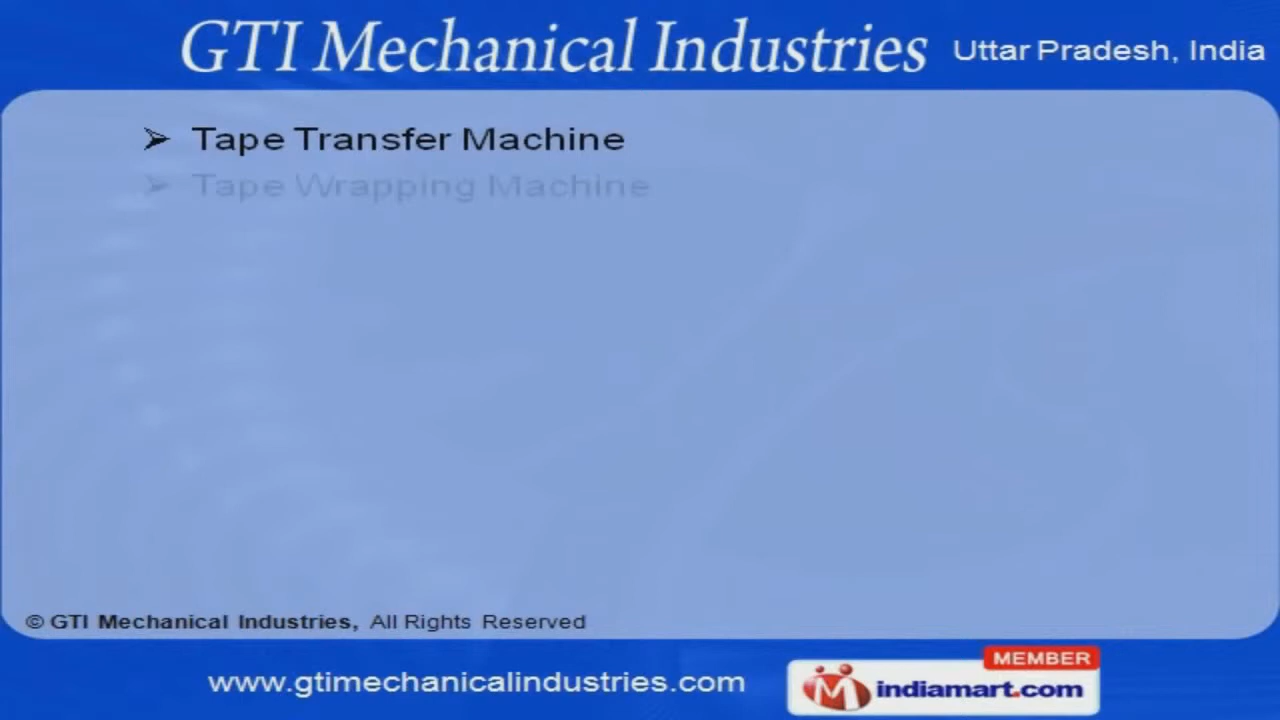 GTI Mechanical Industries Uttar Pradesh, India
➢ Tape Transfer Machine
➢ Tape Wrapping Machine
© GTI Mechanical Industries, All Rights Reserved
MEMBER
www.gtimechanicalindustries.com indiamart.com